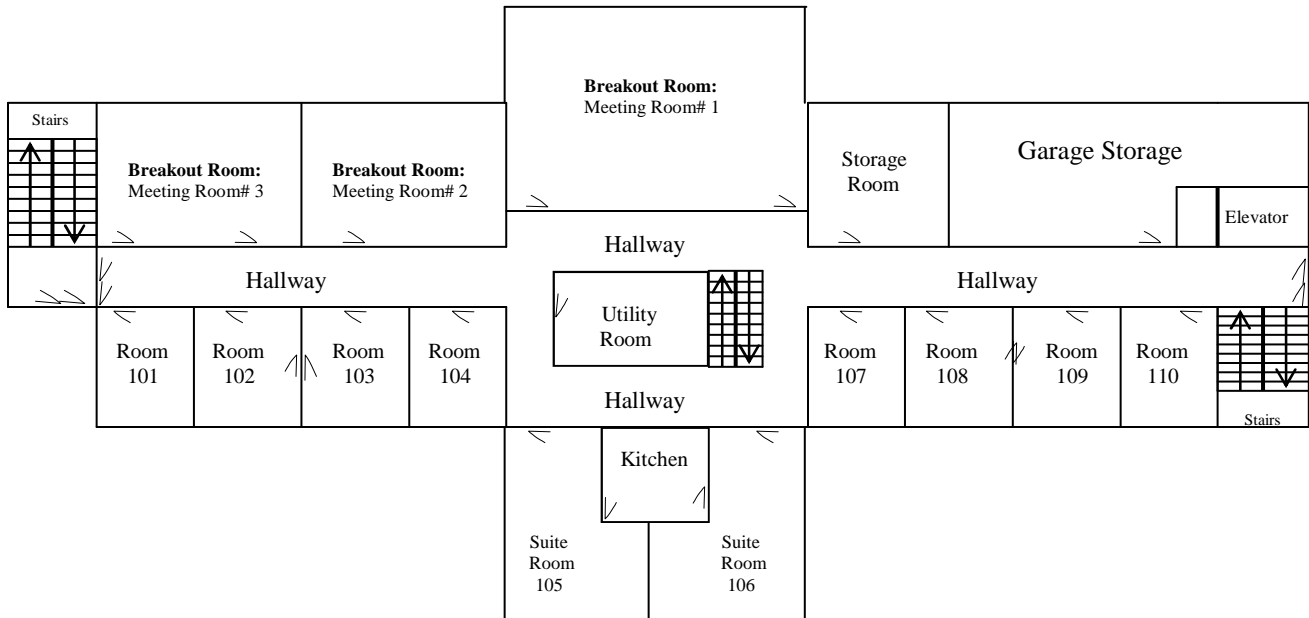 Breakout Room:
Meeting Room# 1
Stairs
Breakout Room:
Meeting Room# 3
Breakout Room:
Meeting Room# 2
Storage
Room
Garage Storage
Elevator
Hallway
Hallway
Hallway
Utility
Room
Room
101
Room
102
Room
103
Room
104
Room
107
Room
108
Room
109
Room
110
Hallway
Stairs
Kitchen
Suite
Room
105
Suite
Room
106